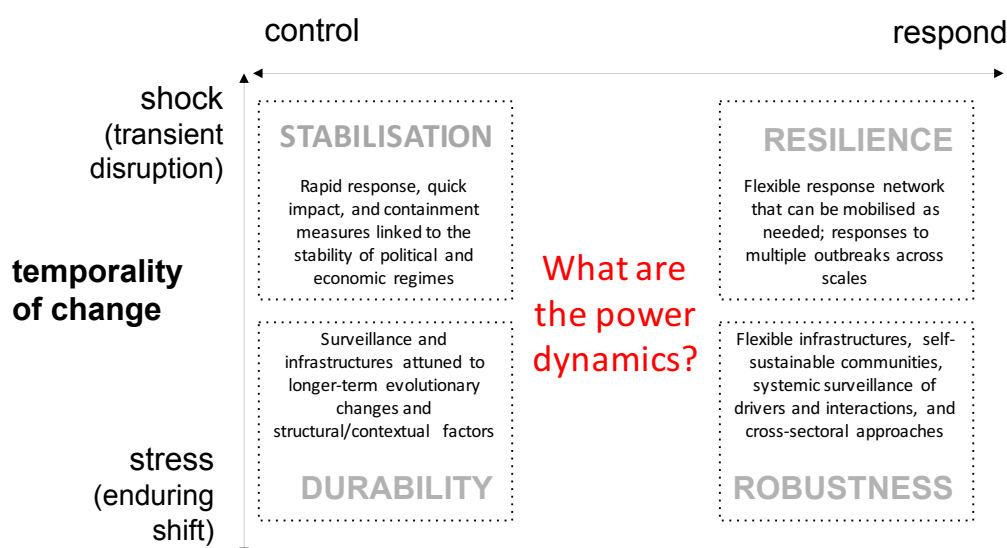 control
respond
shock
(transient
disruption)
STABILISATION
Rapid response, quick
impact, and containment
measures linked to the
stability of political and
economic regimes
RESILIENCE
Flexible response network
that can be mobilised as
needed; responses to
multiple outbreaks across
scales
temporality
of change
What are
the power
dynamics?
Surveillance and
infrastructures attuned to
longer-term evolutionary
changes and
structural/contextual factors
DURABILITY
Flexible infrastructures, self-
sustainable communities,
systemic surveillance of
drivers and interactions, and
cross-sectoral approaches
ROBUSTNESS
stress
(enduring
shift)